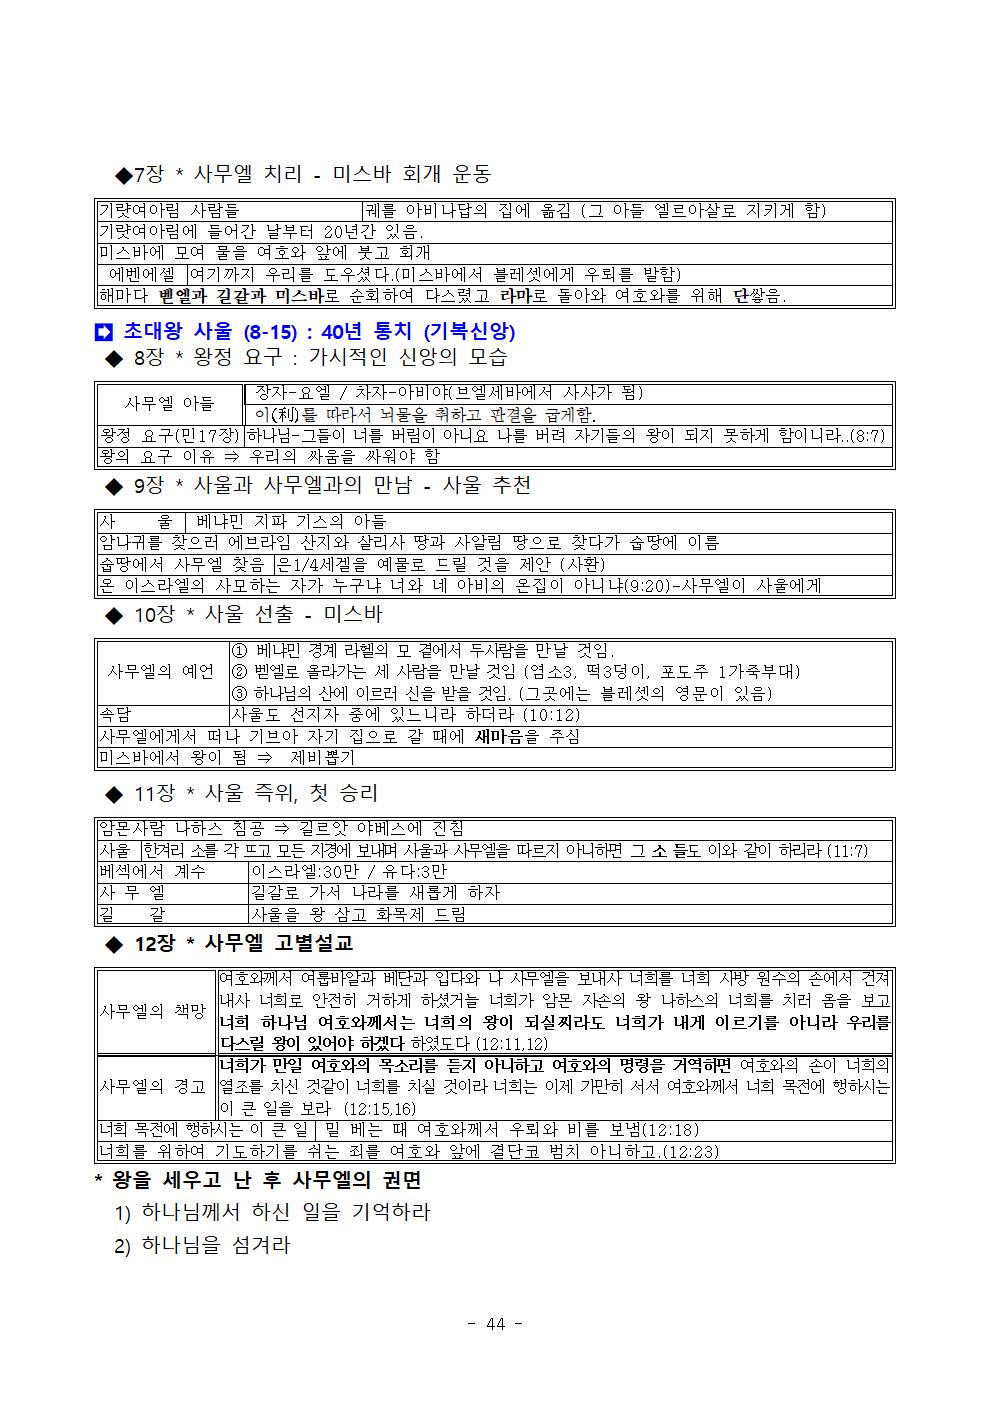 ◆7장 * 사무엘 치리 - 미스바 회개 운동
기럇여아림 사람들 궤를 아비나답의 집에 옮김 (그 아들 엘르아살로 지키게 함)
기럇여아림에 들어간 날부터 20년간 있음.
미스바에 모여 물을 여호와 앞에 붓고 회개
에벤에셀 여기까지 우리를 도우셨다.(미스바에서 블레셋에게 우뢰를 발함)
해마다 벧엘과 길갈과 미스바로 순회하여 다스렸고 라마로 돌아와 여호와를 위해 단쌓음.
➡ 초대왕 사울 (8-15) : 40년 통치 (기복신앙)
◆ 8장 * 왕정 요구 : 가시적인 신앙의 모습
사무엘 아들 장자-요엘 / 차자-아비야(브엘세바에서 사사가 됨)
이(利)를 따라서 뇌물을 취하고 판결을 굽게함.
왕정 요구(민17장) 하나님-그들이 너를 버림이 아니요 나를 버려 자기들의 왕이 되지 못하게 함이니라..(8:7)
왕의 요구 이유 ⇒ 우리의 싸움을 싸워야 함
◆ 9장 * 사울과 사무엘과의 만남 - 사울 추천
사 울 베냐민 지파 기스의 아들
암나귀를 찾으러 에브라임 산지와 살리사 땅과 사알림 땅으로 찾다가 숩땅에 이름
숩땅에서 사무엘 찾음 은1/4세겔을 예물로 드릴 것을 제안 (사환)
온 이스라엘의 사모하는 자가 누구냐 너와 네 아비의 온집이 아니냐(9:20)-사무엘이 사울에게
◆ 10장 * 사울 선출 - 미스바
사무엘의 예언 ① 베냐민 경계 라헬의 묘 곁에서 두사람을 만날 것임.
② 벧엘로 올라가는 세 사람을 만날 것임 (염소3, 떡3덩이, 포도주 1가죽부대)
③ 하나님의 산에 이르러 신을 받을 것임. (그곳에는 블레셋의 영문이 있음)
속담 사울도 선지자 중에 있느니라 하더라 (10:12)
사무엘에게서 떠나 기브아 자기 집으로 갈 때에 새마음을 주심
미스바에서 왕이 됨 ⇒ 제비뽑기
◆ 11장 * 사울 즉위, 첫 승리
암몬사람 나하스 침공 ⇒ 길르앗 야베스에 진침
사울 한겨리 소를 각 뜨고 모든 지경에 보내며 사울과 사무엘을 따르지 아니하면 그 소 들도 이와 같이 하리라 (11:7)
베섹에서 계수 이스라엘:30만 / 유다:3만
사 무 엘 길갈로 가서 나라를 새롭게 하자
길 갈 사울을 왕 삼고 화목제 드림
◆ 12장 * 사무엘 고별설교
사무엘의 책망 여호와께서 여룹바알과 베단과 입다와 나 사무엘을 보내사 너희를 너희 사방 원수의 손에서 건져
내사 너희로 안전히 거하게 하셨거늘 너희가 암몬 자손의 왕 나하스의 너희를 치러 옴을 보고
너희 하나님 여호와께서는 너희의 왕이 되실찌라도 너희가 내게 이르기를 아니라 우리를
다스릴 왕이 있어야 하겠다 하였도다 (12:11,12)
사무엘의 경고 너희가 만일 여호와의 목소리를 듣지 아니하고 여호와의 명령을 거역하면 여호와의 손이 너희의
열조를 치신 것같이 너희를 치실 것이라 너희는 이제 가만히 서서 여호와께서 너희 목전에 행하시는
이 큰 일을 보라 (12:15,16)
너희 목전에 행하시는 이 큰 일 밀 베는 때 여호와께서 우뢰와 비를 보냄(12:18)
너희를 위하여 기도하기를 쉬는 죄를 여호와 앞에 결단코 범치 아니하고.(12:23)
* 왕을 세우고 난 후 사무엘의 권면
1) 하나님께서 하신 일을 기억하라
2) 하나님을 섬겨라
- 44 -